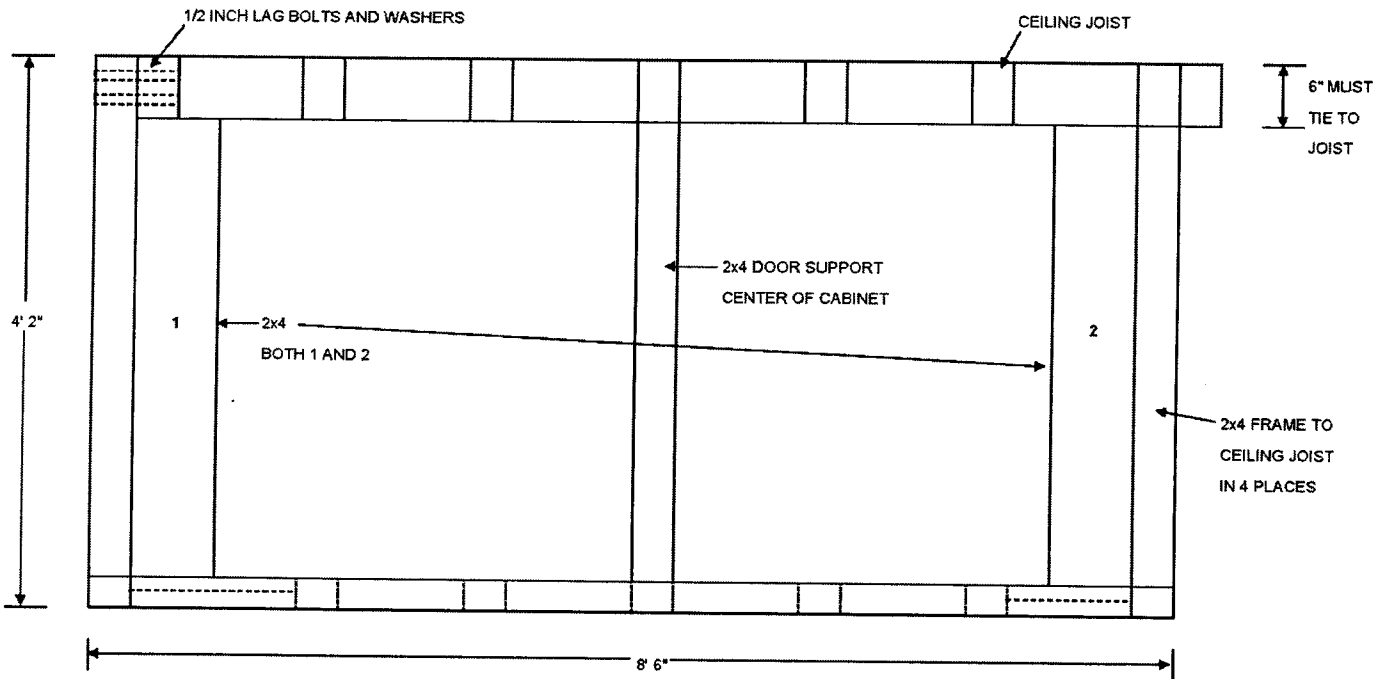 1/2 INCH LAG BOLTS AND WASHERS
CEILING JOIST
6" MUST
TIE TO
JOIST
2x4 DOOR SUPPORT
CENTER OF CABINET
4' 2"
1
2x4
BOTH 1 AND 2
2
2x4 FRAME TO
CEILING JOIST
IN 4 PLACES
8' 6"